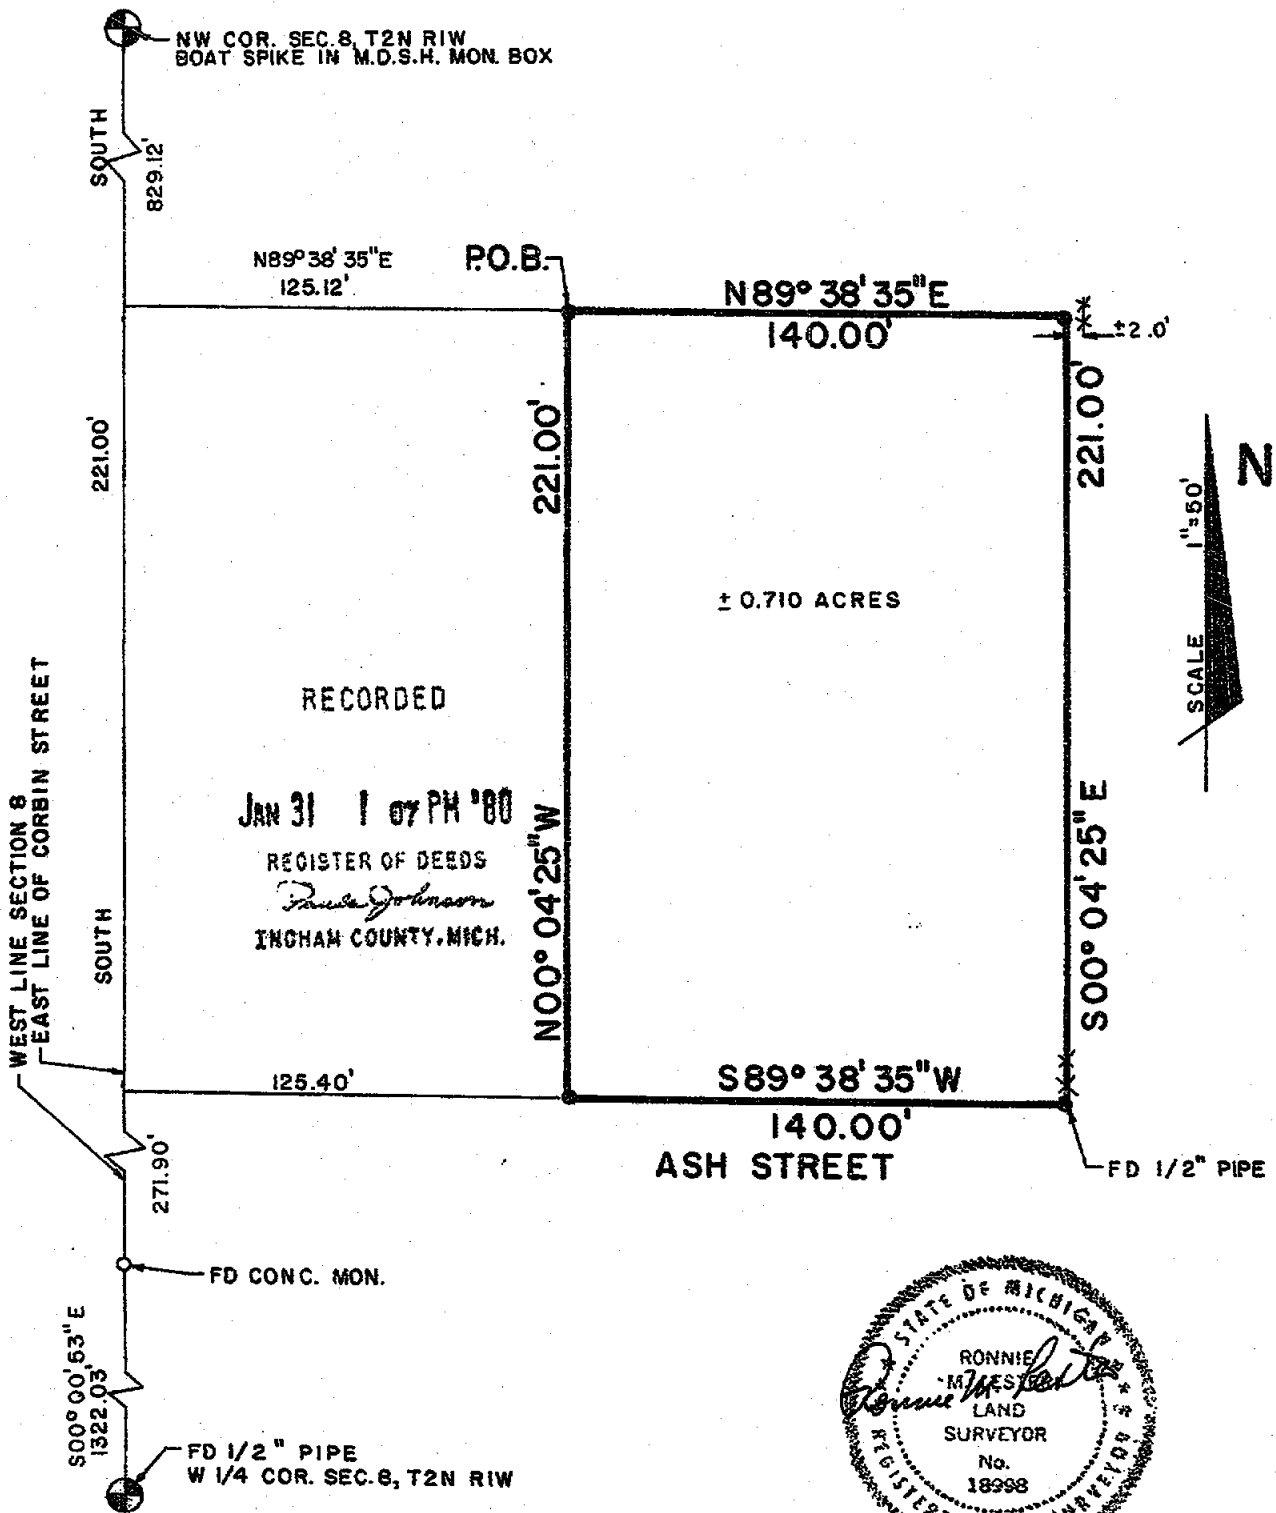 NW COR. SEC.8, T2N R1W
BOAT SPIKE IN M.D.S.H. MON. BOX
SOUTH
829.12'
N89° 38' 35"E
125.12'
P.O.B.
N89° 38' 35"E
140.00'
±2.0'
221.00'
221.00'
221.00'
N
SCALE 1"=50'
± 0.710 ACRES
RECORDED
JAN 31 1 07 PM '80
REGISTER OF DEEDS
Paula Johnson
INGHAM COUNTY, MICH.
WEST LINE SECTION 8
EAST LINE OF CORBIN STREET
SOUTH
N00° 04' 25"W
S00° 04' 25"E
125.40'
S89° 38' 35"W
140.00'
ASH STREET
FD 1/2" PIPE
271.90'
FD CONC. MON.
S00° 00' 53"E
1322.03'
FD 1/2" PIPE
W 1/4 COR. SEC. 8, T2N R1W
STATE OF MICHIGAN
RONNIE
LAND
SURVEYOR
No.
18998